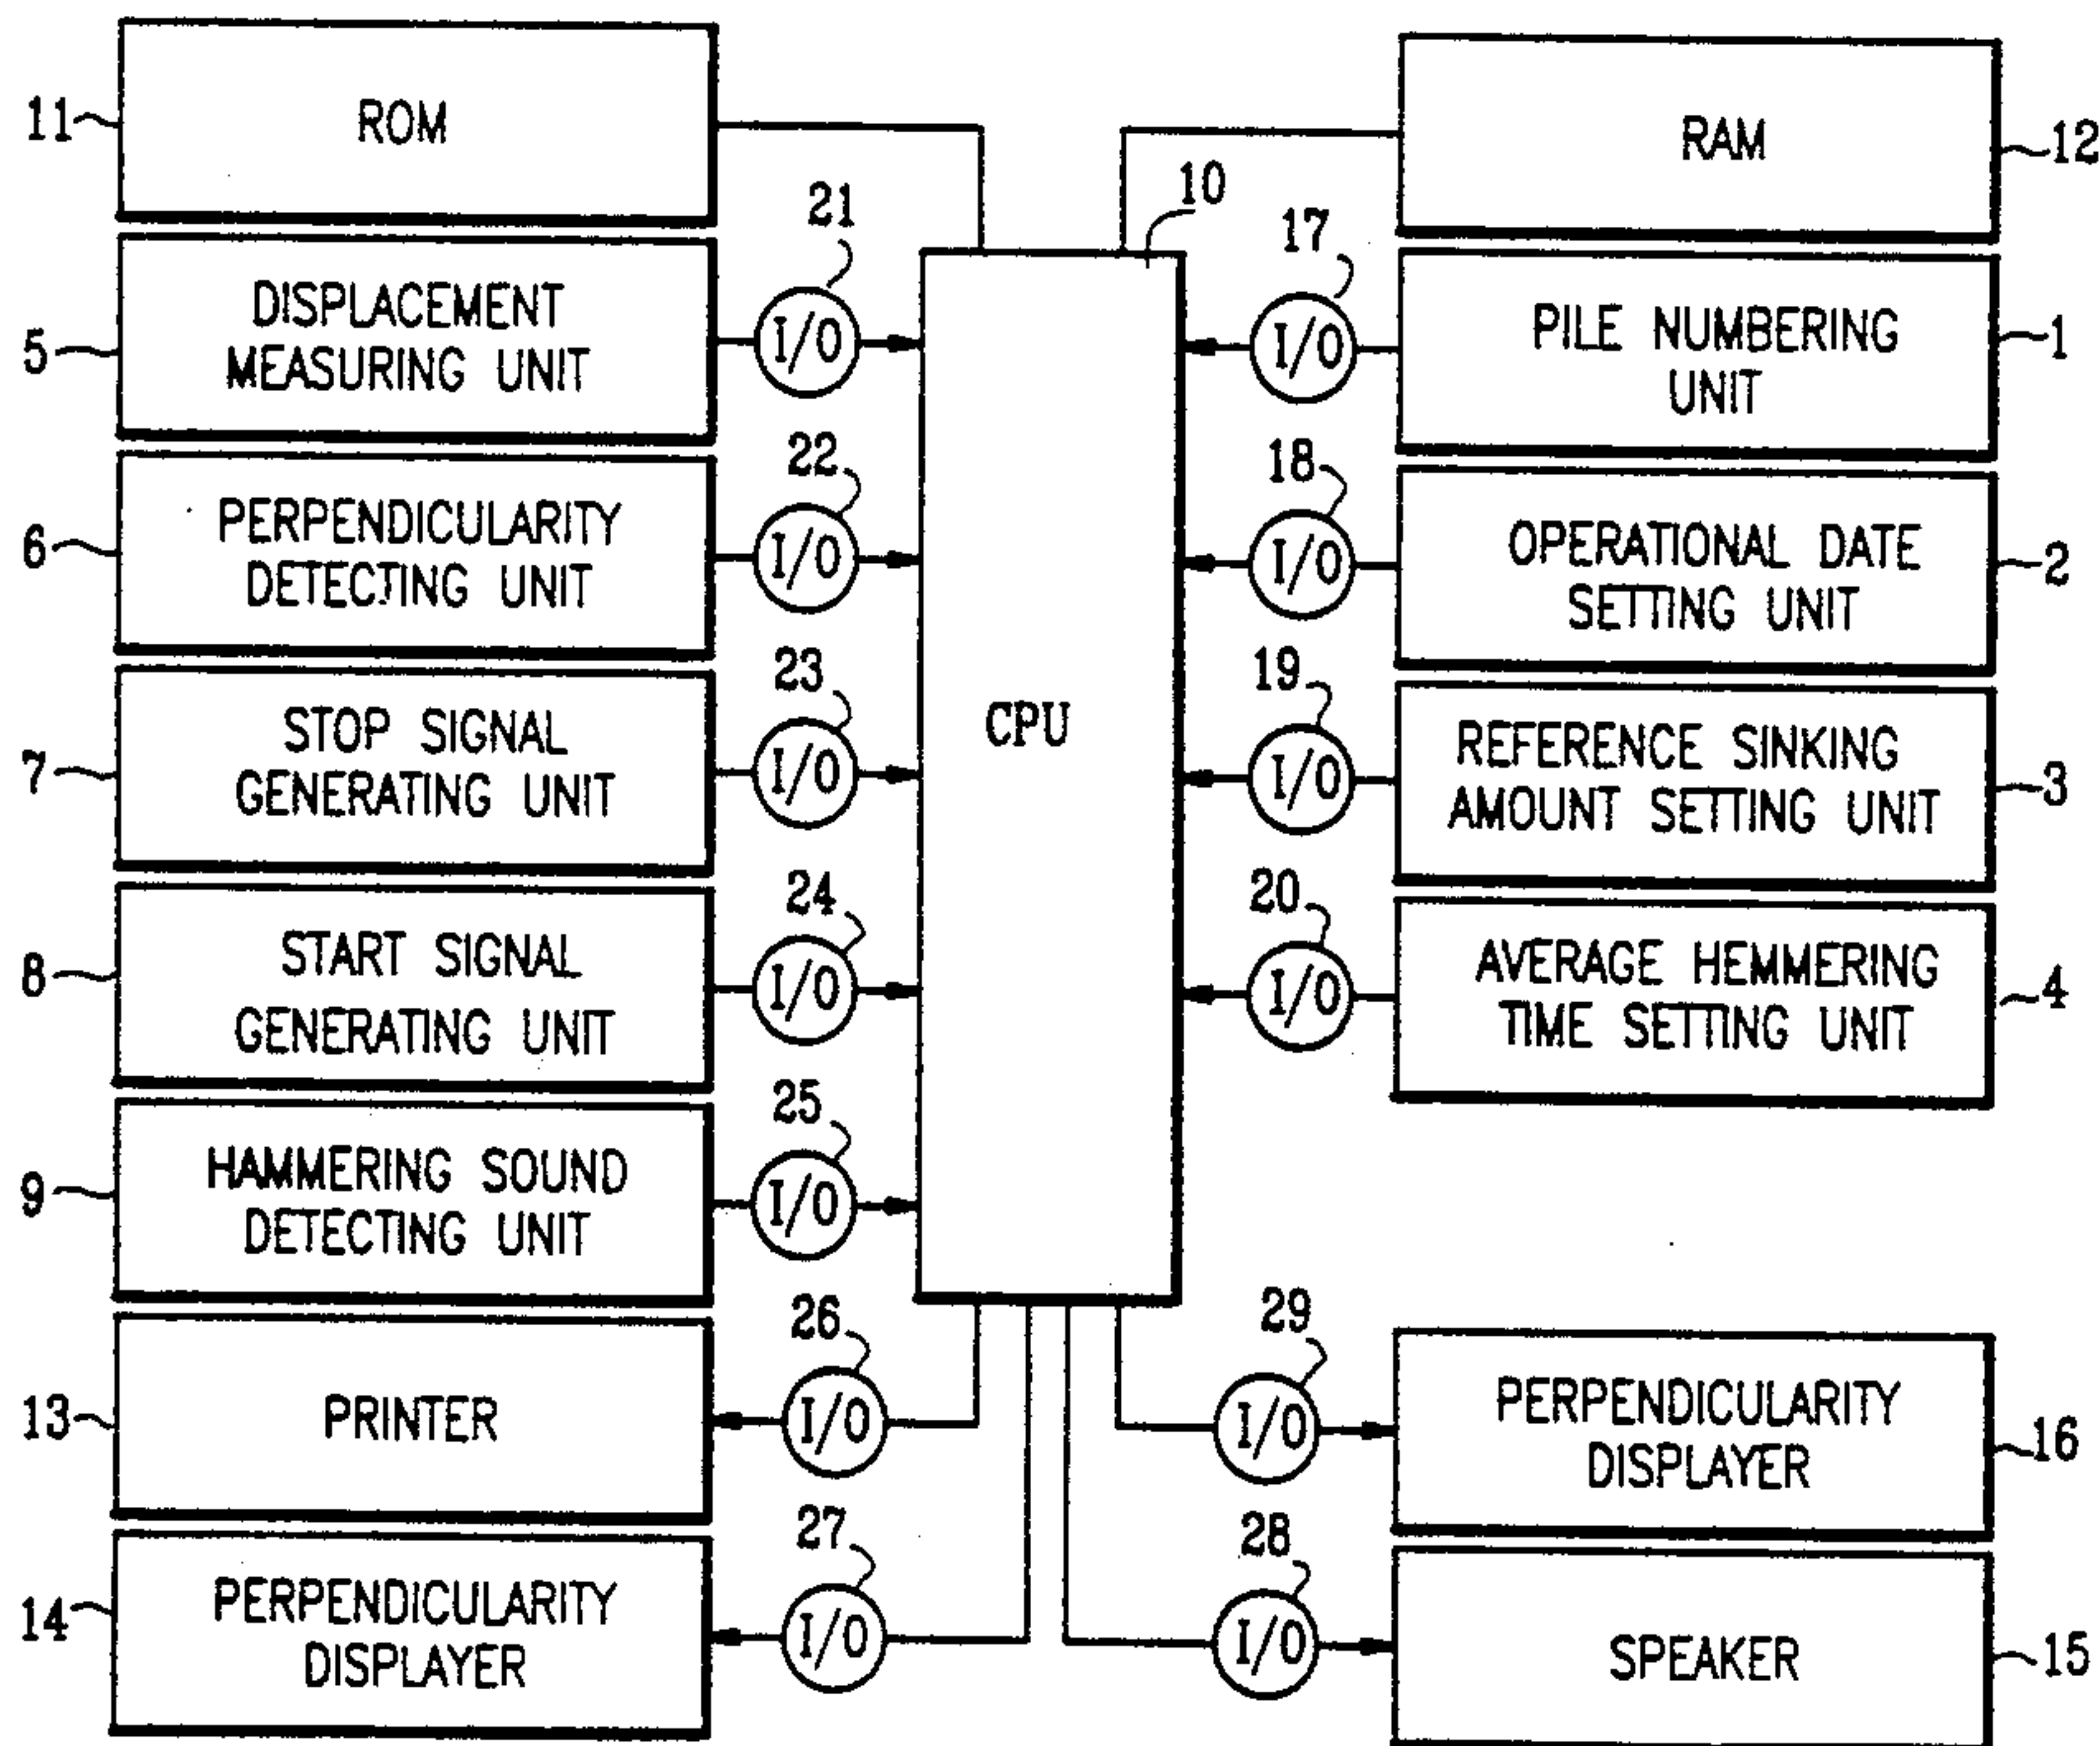 11
ROM
RAM
12
10
21
17
5
DISPLACEMENT
MEASURING UNIT
I/O
I/O
PILE NUMBERING
UNIT
1
22
18
6
PERPENDICULARITY
DETECTING UNIT
I/O
I/O
OPERATIONAL DATE
SETTING UNIT
2
23
19
7
STOP SIGNAL
GENERATING UNIT
I/O
CPU
I/O
REFERENCE SINKING
AMOUNT SETTING UNIT
3
24
20
8
START SIGNAL
GENERATING UNIT
I/O
I/O
AVERAGE HEMMERING
TIME SETTING UNIT
4
25
9
HAMMERING SOUND
DETECTING UNIT
I/O
26
29
13
PRINTER
I/O
I/O
PERPENDICULARITY
DISPLAYER
16
27
28
14
PERPENDICULARITY
DISPLAYER
I/O
I/O
SPEAKER
15